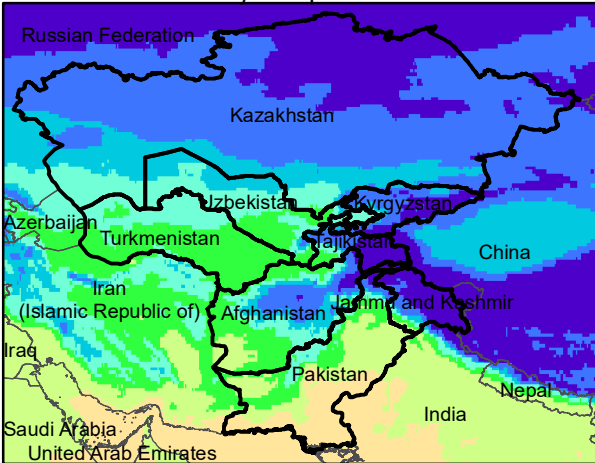 Russian Federation
Kazakhstan
Izbekistan
Kyrgyzstan
Azerbaijan
Turkmenistan
Tajikistan
China
Iran
(Islamic Republic of)
Afghanistan
Jammu and Kashmir
Iraq
Pakistan
Nepal
India
Saudi Arabia
United Arab Emirates